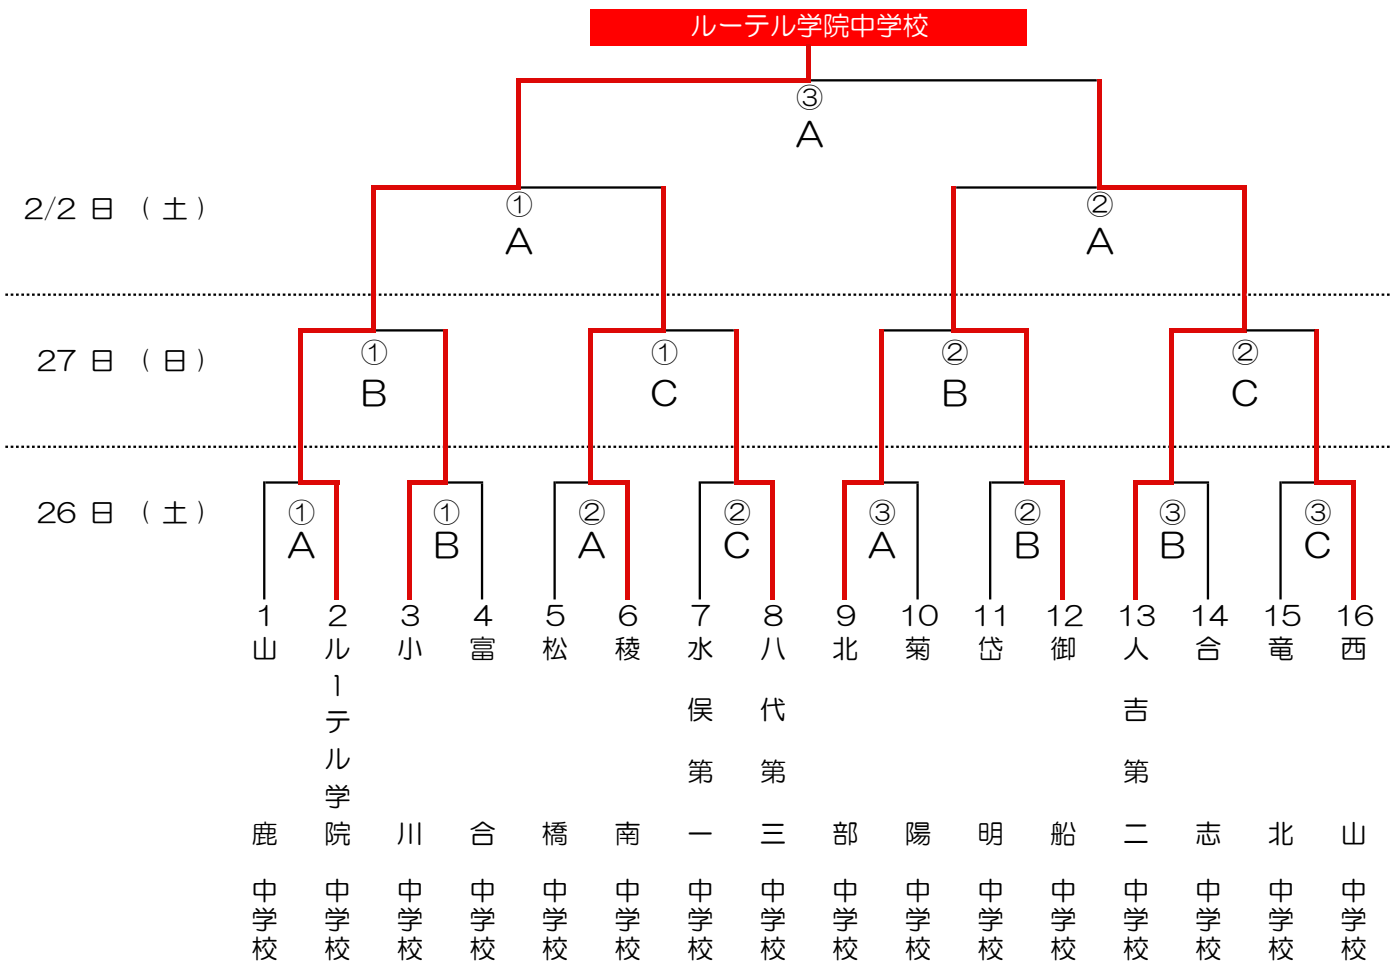 ルーテル学院中学校
③
A
2/2 日 （ 土 ）
① ②
A A
27 日 （ 日 ）
① ① ② ②
B C B C
26 日 （ 土 ）
① ① ② ② ③ ② ③ ③
A B A C A B B C
1 2 3 4 5 6 7 8 9 10 11 12 13 14 15 16
山鹿中学校
ルーテル学院中学校
小川中学校
富合中学校
松橋中学校
稜南中学校
水俣第一中学校
八代第三中学校
北部中学校
菊陽中学校
岱明中学校
御船中学校
人吉第二中学校
合志中学校
竜北中学校
西山中学校